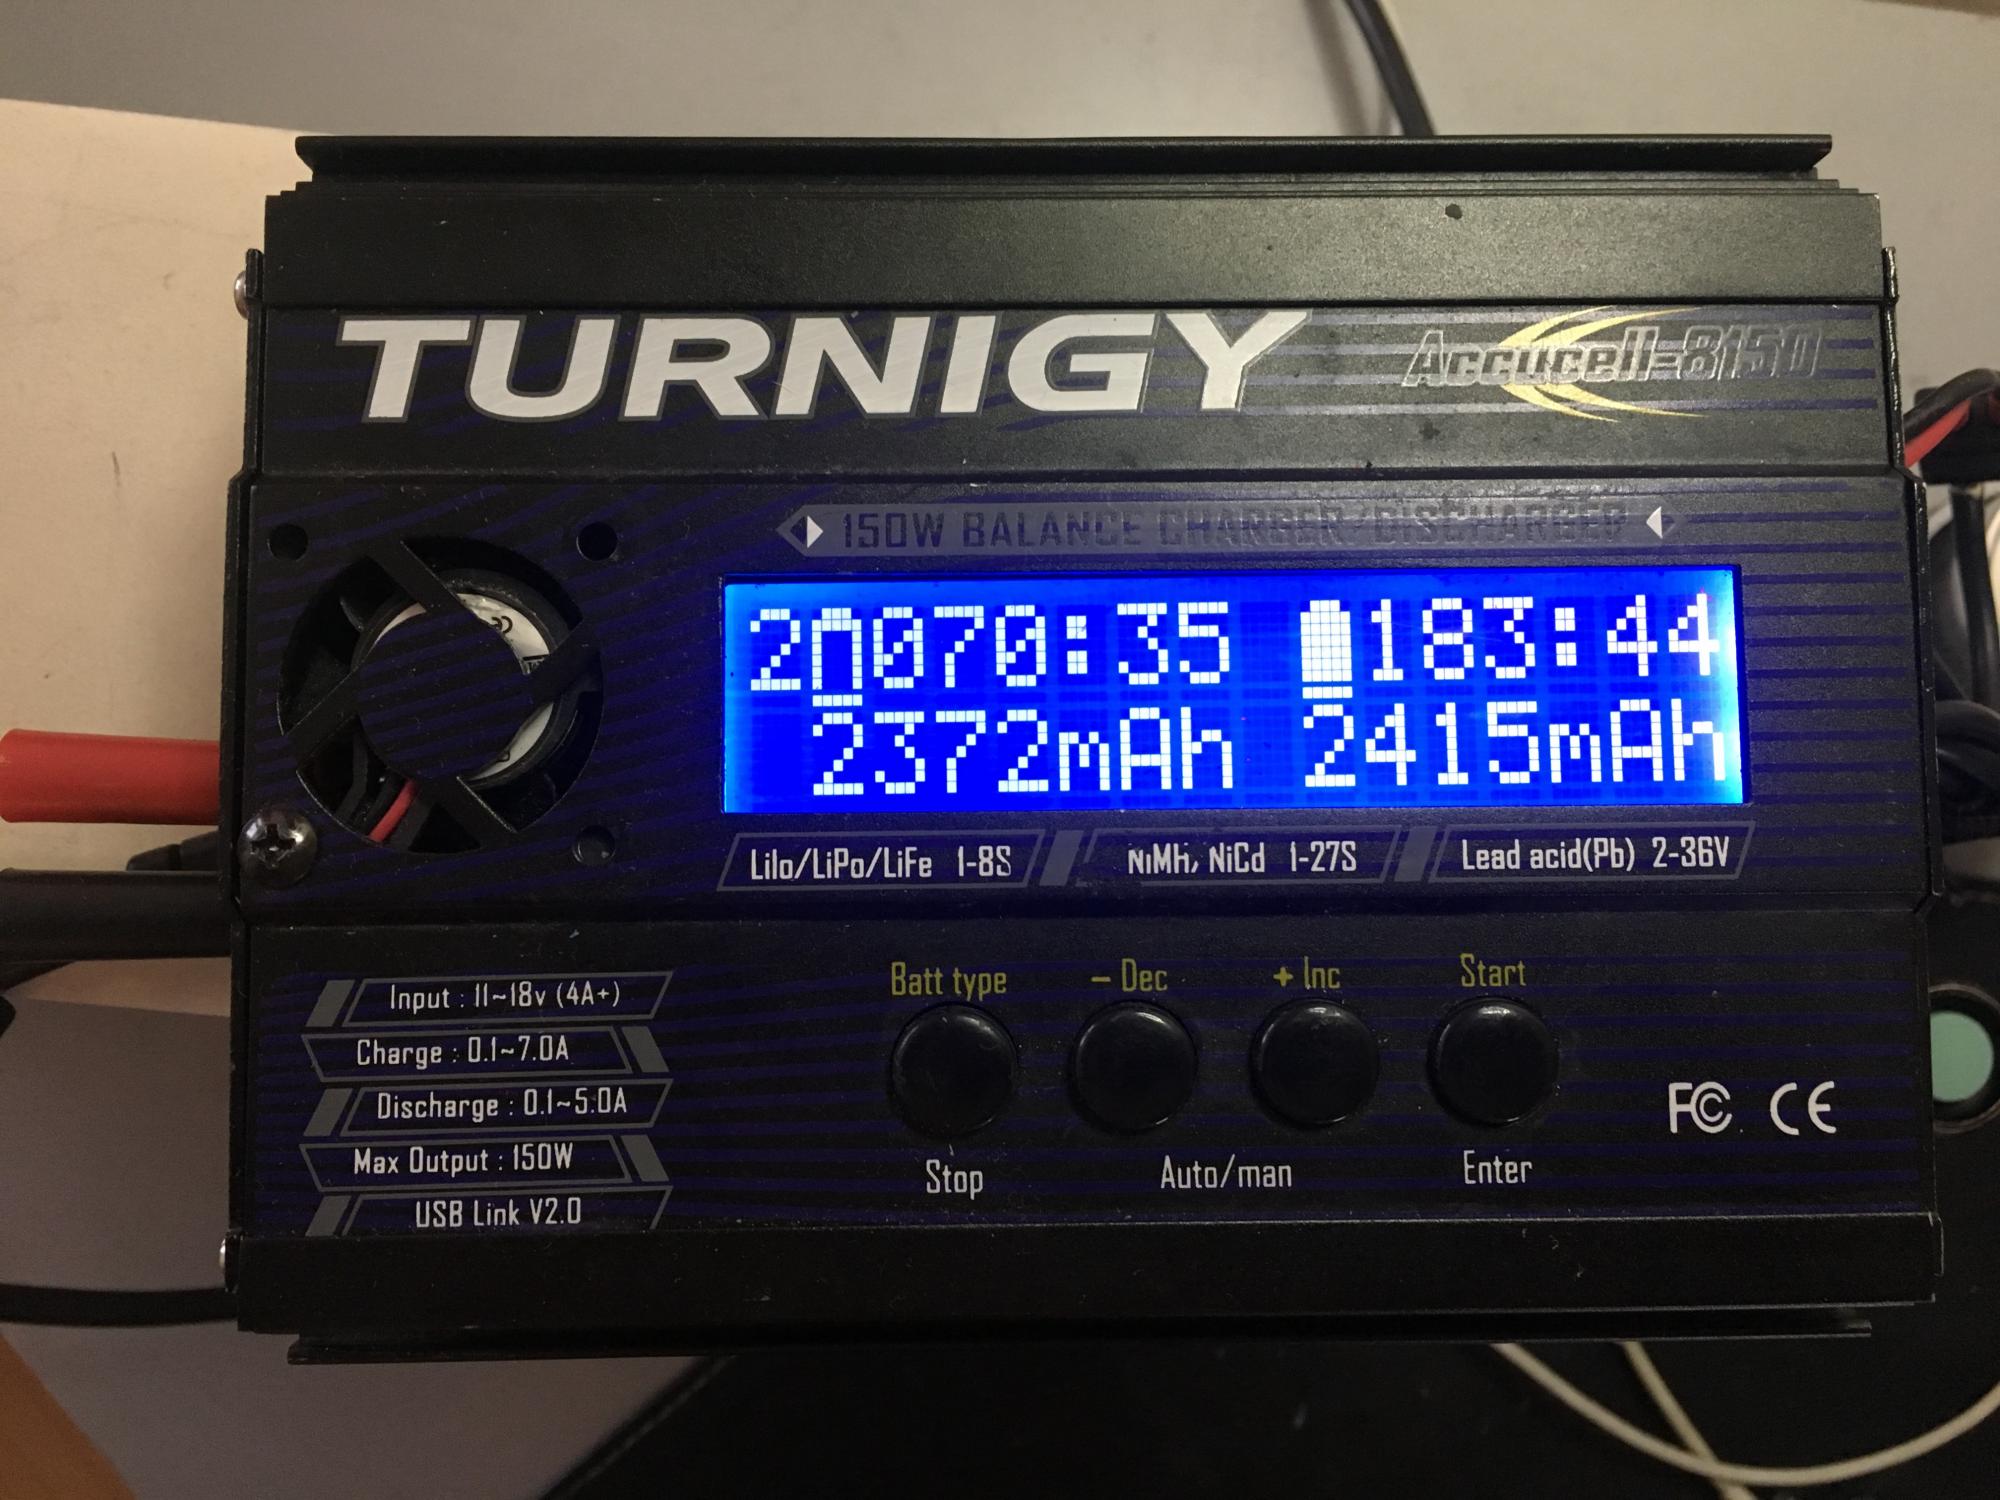 TURNIGY Accucell-8150
150W BALANCE CHARGER/DISCHARGER
2 070:35 183:44
2372mAh 2415mAh
LiIo/LiPo/LiFe 1-8S NiMh, NiCd 1-27S Lead acid(Pb) 2-36V
Input : 11~18v (4A+)
Charge : 0.1~7.0A
Discharge : 0.1~5.0A
Max Output : 150W
USB Link V2.0
Batt type - Dec + Inc Start
Stop Auto/man Enter
FC CE